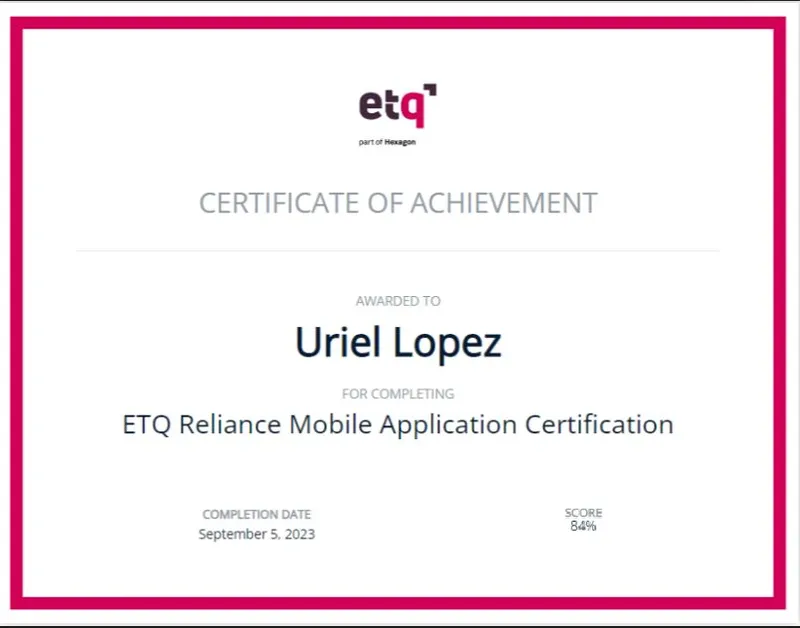 etq
part of Hexagon
CERTIFICATE OF ACHIEVEMENT
AWARDED TO
Uriel Lopez
FOR COMPLETING
ETQ Reliance Mobile Application Certification
COMPLETION DATE
September 5, 2023
SCORE
84%